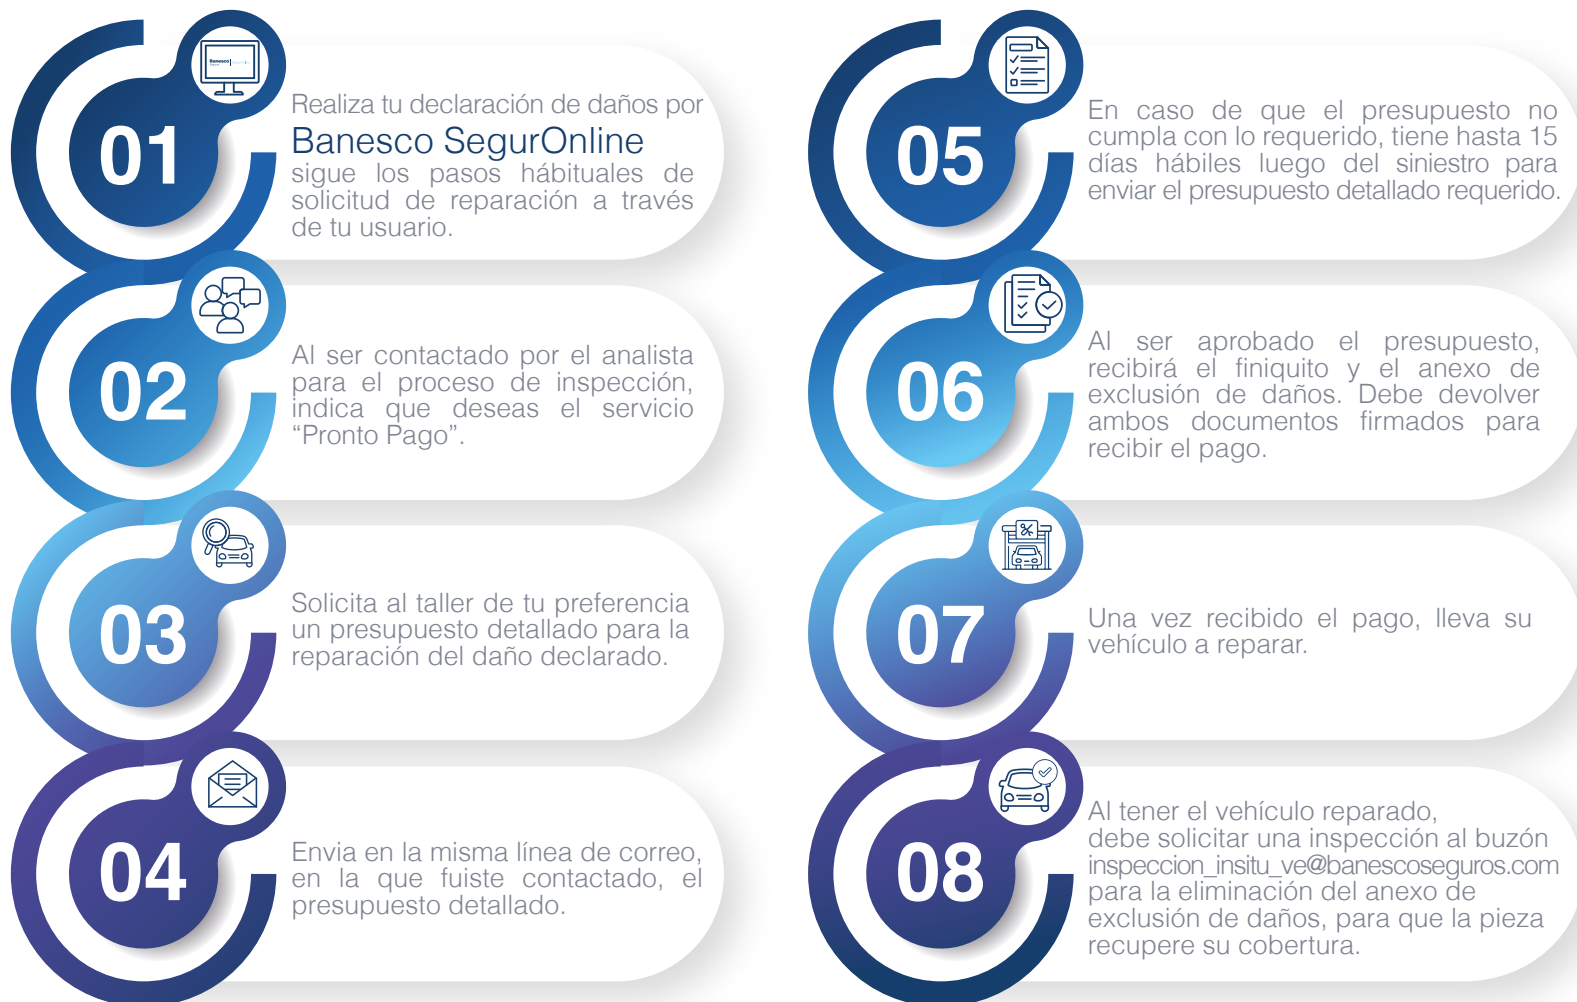 01
Realiza tu declaración de daños por
Banesco SegurOnline
sigue los pasos hábituales de
solicitud de reparación a través
de tu usuario.
02
Al ser contactado por el analista
para el proceso de inspección,
indica que deseas el servicio
“Pronto Pago”.
03
Solicita al taller de tu preferencia
un presupuesto detallado para la
reparación del daño declarado.
04
Envia en la misma línea de correo,
en la que fuiste contactado, el
presupuesto detallado.
05
En caso de que el presupuesto no
cumpla con lo requerido, tiene hasta 15
días hábiles luego del siniestro para
enviar el presupuesto detallado requerido.
06
Al ser aprobado el presupuesto,
recibirá el finiquito y el anexo de
exclusión de daños. Debe devolver
ambos documentos firmados para
recibir el pago.
07
Una vez recibido el pago, lleva su
vehículo a reparar.
08
Al tener el vehículo reparado,
debe solicitar una inspección al buzón
inspeccion_insitu_ve@banescoseguros.com
para la eliminación del anexo de
exclusión de daños, para que la pieza
recupere su cobertura.